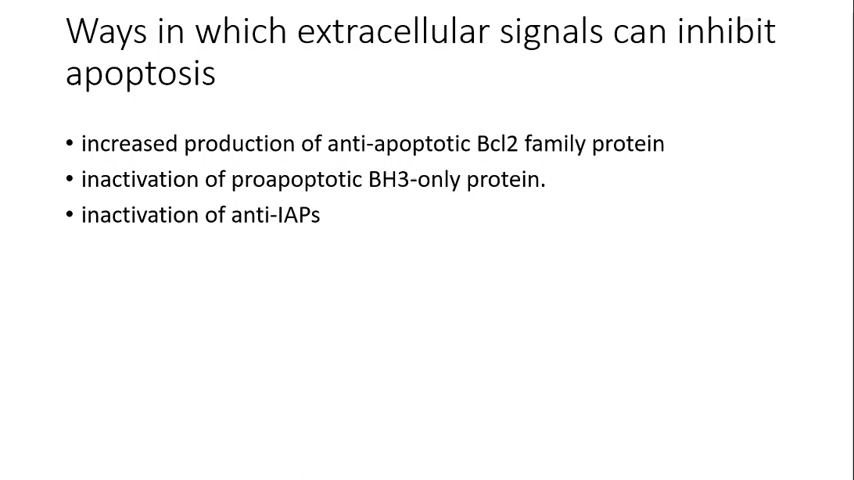 Ways in which extracellular signals can inhibit
apoptosis
• increased production of anti-apoptotic Bcl2 family protein
• inactivation of proapoptotic BH3-only protein.
• inactivation of anti-IAPs